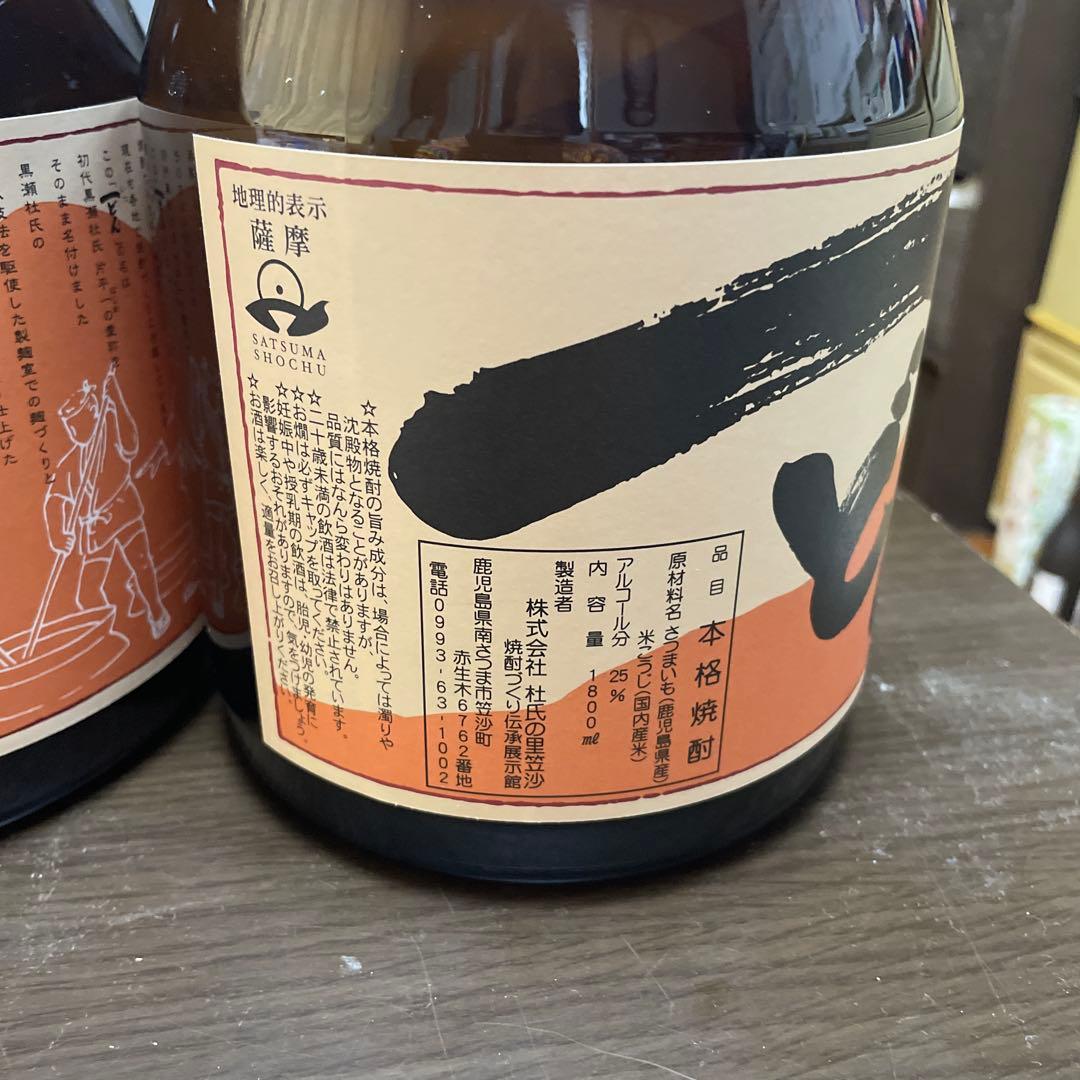 地理的表示
薩摩
SATSUMA
SHOCHU
☆本格焼酎の旨み成分は、場合によっては濁りや
沈殿物となることがありますが、
品質にはなんら変わりはありません。
☆二十歳未満の飲酒は法律で禁止されています。
☆お燗は必ずキャップを取ってください。
☆妊娠中や授乳期の飲酒は、胎児・幼児の発育に
影響するおそれがありますので、気をつけましょう。
☆お酒は楽しく、適量をお召し上がりください。
一ど
品目 本格焼酎
原材料名 さつまいも(鹿児島県産)
米こうじ(国内産米)
アルコール分 25%
内容量 1800㎖
製造者
株式会社 杜氏の里笠沙
焼酎づくり伝承展示館
鹿児島県南さつま市笠沙町
赤生木6762番地
電話0993-63-1002
この一どん
初代黒瀬杜氏 片平一の
そのまま名付けました
黒瀬杜氏の
技法を駆使した製麹室での麹づくりと
仕上げた